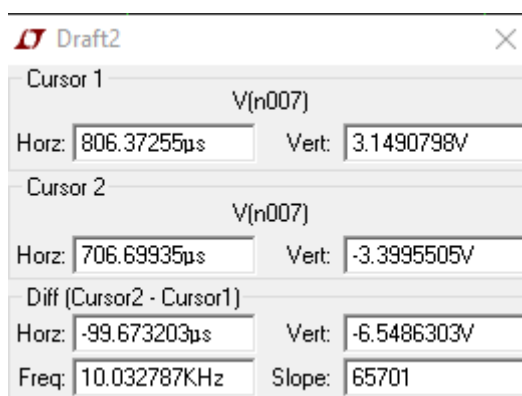 Draft2
Cursor 1
V(n007)
Horz: 806.37255µs Vert: 3.1490798V
Cursor 2
V(n007)
Horz: 706.69935µs Vert: -3.3995505V
Diff (Cursor2 - Cursor1)
Horz: -99.673203µs Vert: -6.5486303V
Freq: 10.032787KHz Slope: 65701